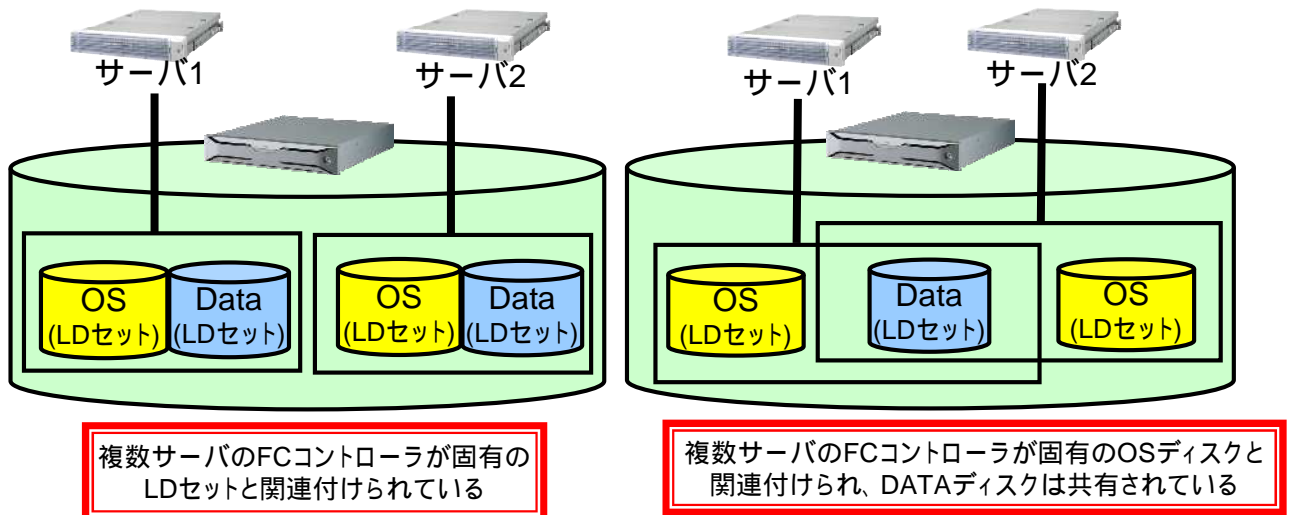 サーバ1
サーバ2
OS
(LDセット)
Data
(LDセット)
OS
(LDセット)
Data
(LDセット)
複数サーバのFCコントローラが固有の
LDセットと関連付けられている
サーバ1
サーバ2
OS
(LDセット)
Data
(LDセット)
OS
(LDセット)
複数サーバのFCコントローラが固有のOSディスクと
関連付けられ、DATAディスクは共有されている